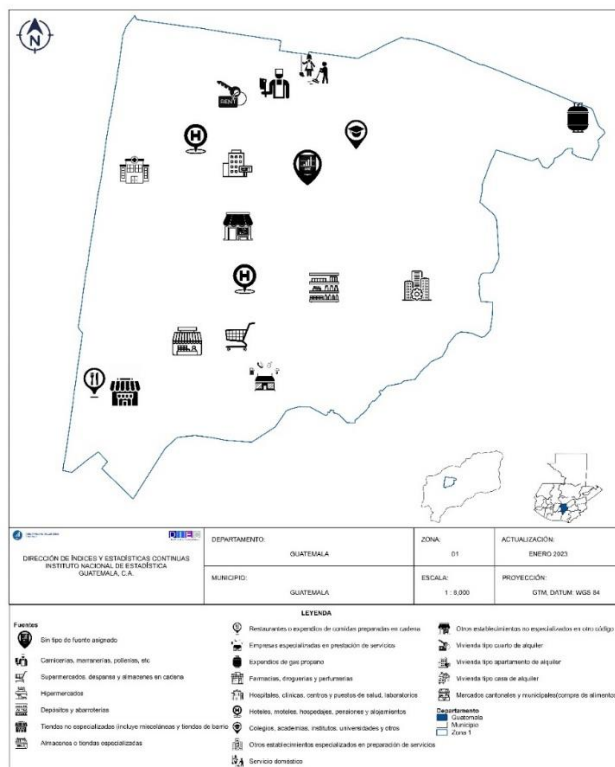 N
RENT
H
H
DIRECCIÓN DE ÍNDICES Y ESTADÍSTICAS CONTINUAS
INSTITUTO NACIONAL DE ESTADÍSTICA
GUATEMALA, C.A.
DEPARTAMENTO:
GUATEMALA
ZONA:
01
ACTUALIZACIÓN:
ENERO 2023
MUNICIPIO:
GUATEMALA
ESCALA:
1 : 8,000
PROYECCIÓN:
GTM, DATUM: WGS 84
LEYENDA
Fuentes
Sin tipo de fuente asignado
Carnicerías, marranerías, pollerías, etc
Supermercados, despensa y almacenes en cadena
Hipermercados
Depósitos y abarroterías
Tiendas no especializadas (incluye misceláneas y tiendas de barrio
Almacenes o tiendas especializadas
Restaurantes o expendios de comidas preparadas en cadena
Empresas especializadas en prestación de servicios
Expendios de gas propano
Farmacias, droguerías y perfumerías
Hospitales, clínicas, centros y puestos de salud, laboratorios
Hoteles, moteles, hospedajes, pensiones y alojamientos
Colegios, academias, institutos, universidades y otros
Otros establecimientos especializados en preparación de servicios
Servicio doméstico
Otros establecimientos no especializados en otro código
Vivienda tipo cuarto de alquiler
Vivienda tipo apartamento de alquiler
Vivienda tipo casa de alquiler
Mercados cantonales y municipales(compra de alimentos
Departamento
Guatemala
Municipio
Zona 1